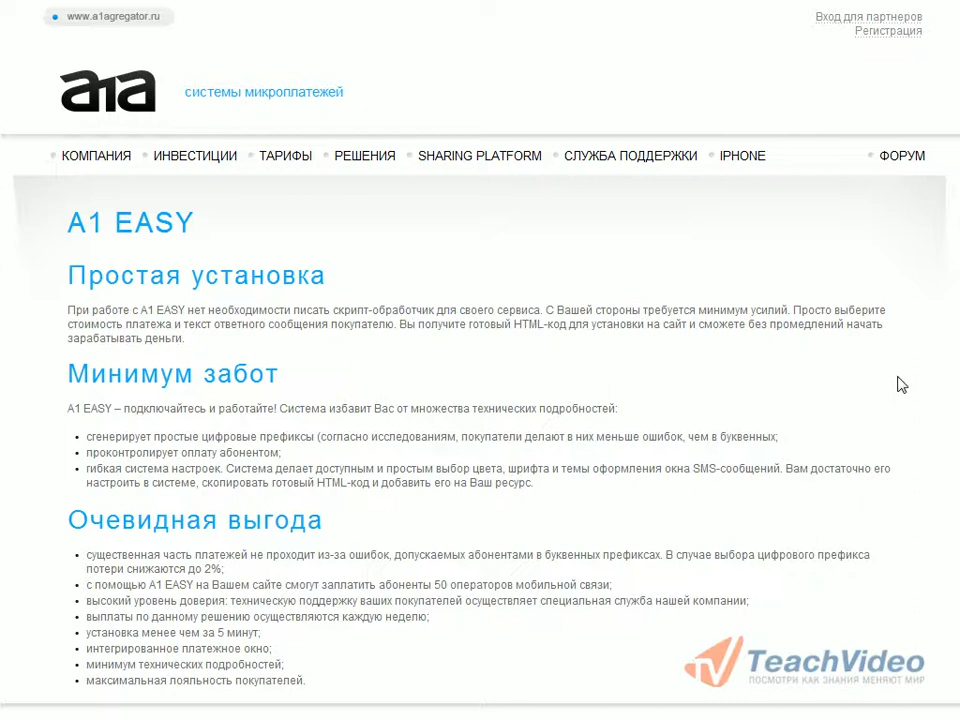 www.a1agregator.ru
Вход для партнеров
Регистрация
a1a
системы микроплатежей
КОМПАНИЯ ИНВЕСТИЦИИ ТАРИФЫ РЕШЕНИЯ SHARING PLATFORM СЛУЖБА ПОДДЕРЖКИ IPHONE ФОРУМ
A1 EASY
Простая установка
При работе с A1 EASY нет необходимости писать скрипт-обработчик для своего сервиса. С Вашей стороны требуется минимум усилий. Просто выберите
стоимость платежа и текст ответного сообщения покупателю. Вы получите готовый HTML-код для установки на сайт и сможете без промедлений начать
зарабатывать деньги.
Минимум забот
A1 EASY – подключайтесь и работайте! Система избавит Вас от множества технических подробностей:
• сгенерирует простые цифровые префиксы (согласно исследованиям, покупатели делают в них меньше ошибок, чем в буквенных;
• проконтролирует оплату абонентом;
• гибкая система настроек. Система делает доступным и простым выбор цвета, шрифта и темы оформления окна SMS-сообщений. Вам достаточно его
настроить в системе, скопировать готовый HTML-код и добавить его на Ваш ресурс.
Очевидная выгода
• существенная часть платежей не проходит из-за ошибок, допускаемых абонентами в буквенных префиксах. В случае выбора цифрового префикса
потери снижаются до 2%;
• с помощью A1 EASY на Вашем сайте смогут заплатить абоненты 50 операторов мобильной связи;
• высокий уровень доверия: техническую поддержку ваших покупателей осуществляет специальная служба нашей компании;
• выплаты по данному решению осуществляются каждую неделю;
• установка менее чем за 5 минут;
• интегрированное платежное окно;
• минимум технических подробностей;
• максимальная лояльность покупателей.
TV TeachVideo
ПОСМОТРИ КАК ЗНАНИЯ МЕНЯЮТ МИР